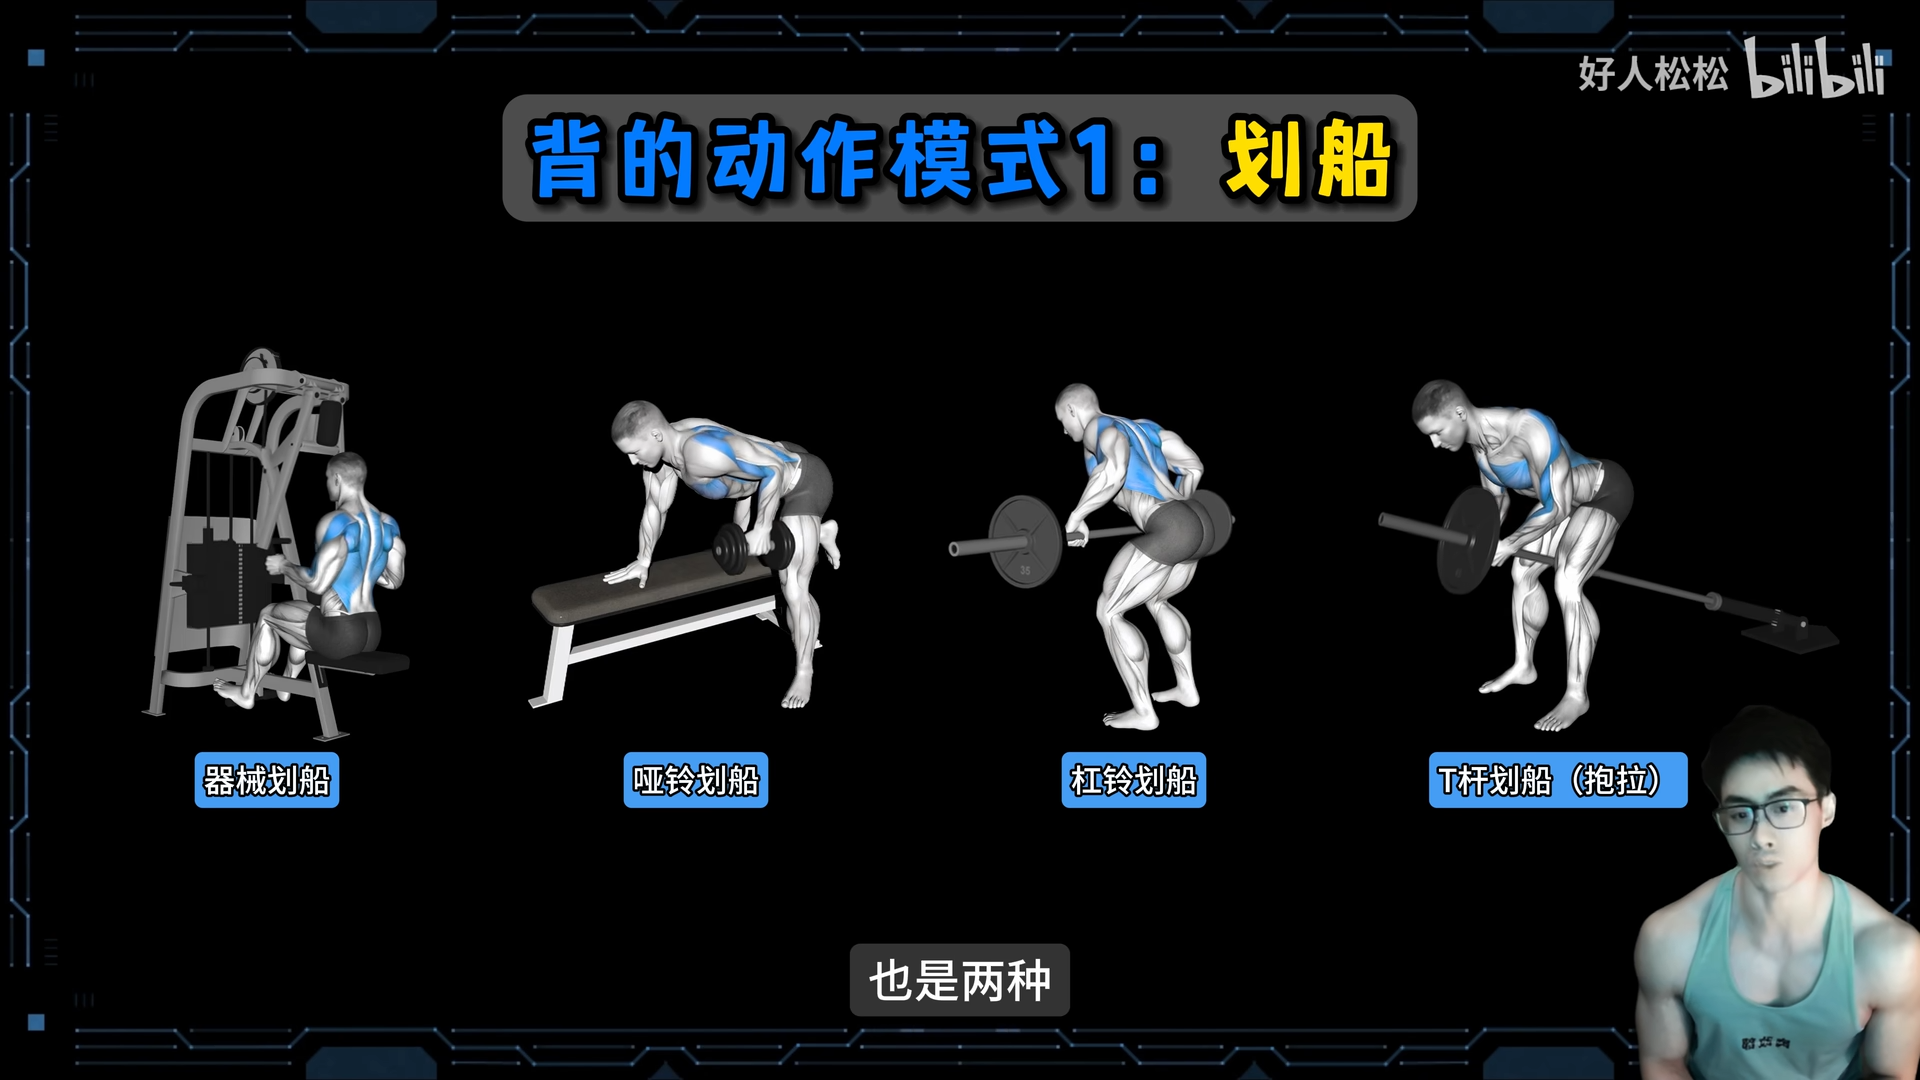 好人松松 bilibili
背的动作模式1：划船
器械划船
哑铃划船
杠铃划船
T杆划船（抱拉）
也是两种